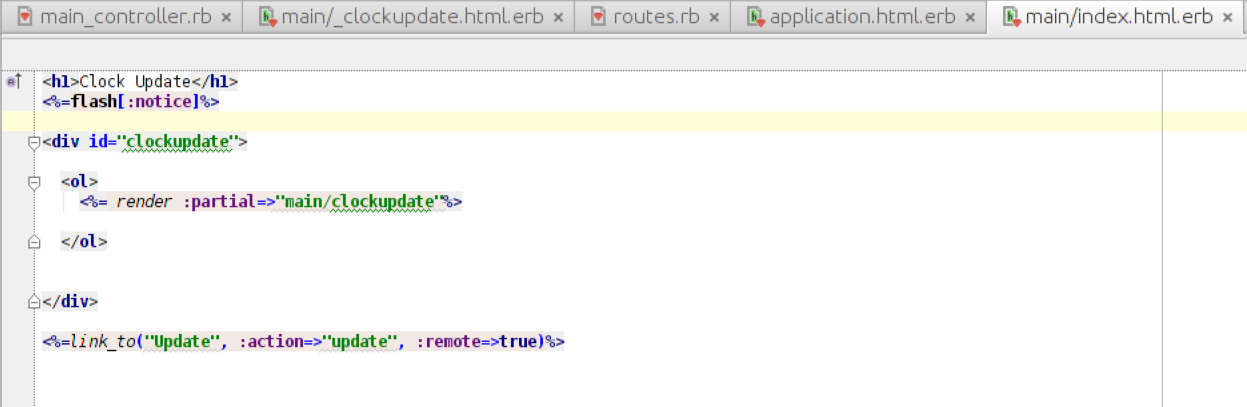 main_controller.rb × main/_clockupdate.html.erb × routes.rb × application.html.erb × main/index.html.erb ×
<h1>Clock Update</h1>
<%=flash[:notice]%>
<div id="clockupdate">
<ol>
<%= render :partial=>"main/clockupdate"%>
</ol>
</div>
<%=link_to("Update", :action=>"update", :remote=>true)%>